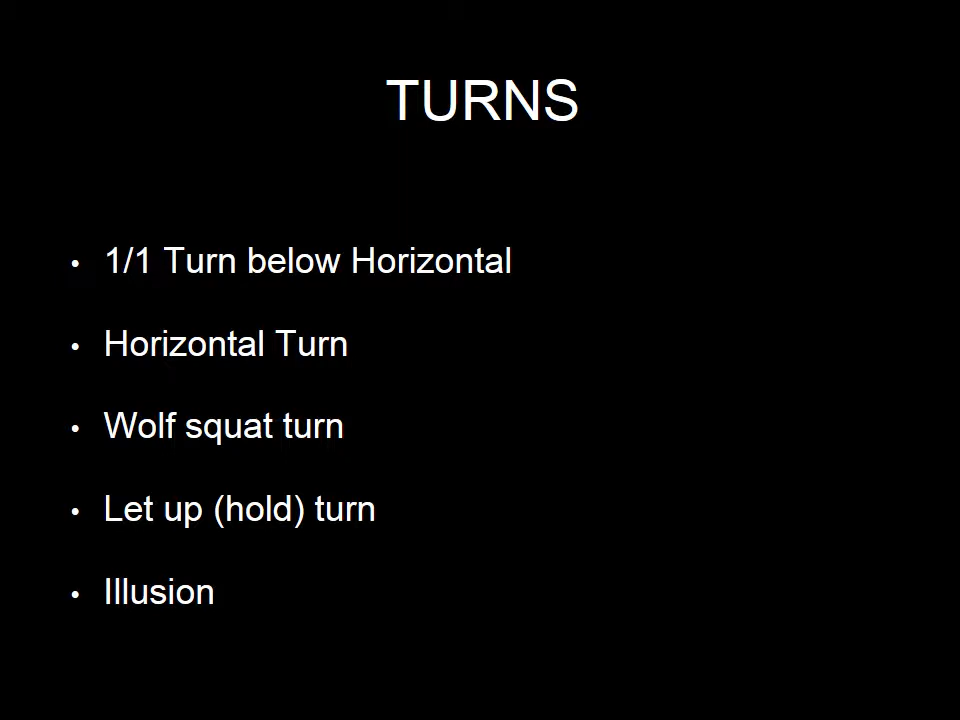 TURNS
• 1/1 Turn below Horizontal
• Horizontal Turn
• Wolf squat turn
• Let up (hold) turn
• Illusion